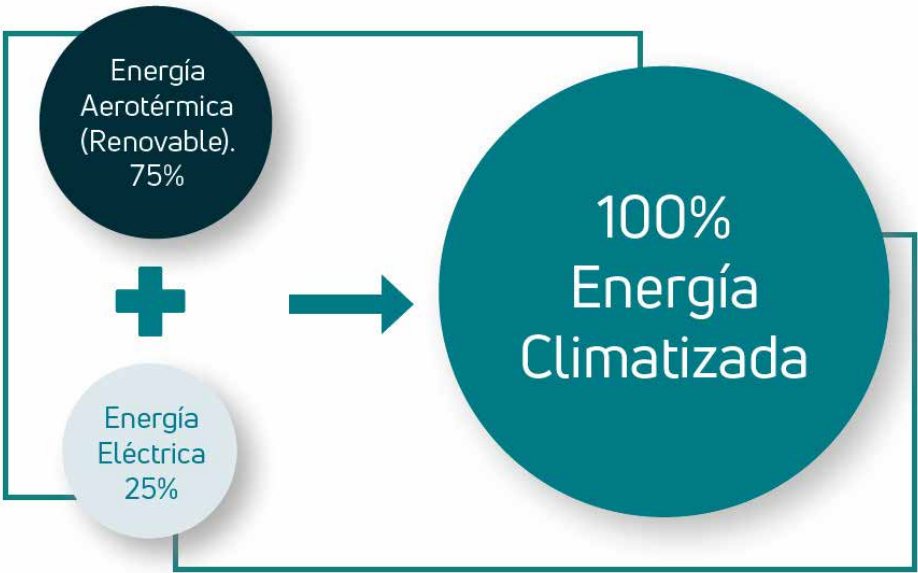 Energía
Aerotérmica
(Renovable).
75%
Energía
Eléctrica
25%
100%
Energía
Climatizada